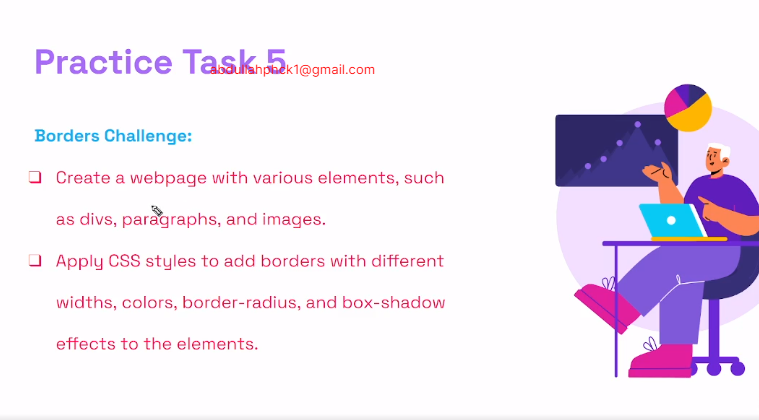 Practice Task 5
abdullahphck1@gmail.com
Borders Challenge:
❑ Create a webpage with various elements, such
as divs, paragraphs, and images.
❑ Apply CSS styles to add borders with different
widths, colors, border-radius, and box-shadow
effects to the elements.